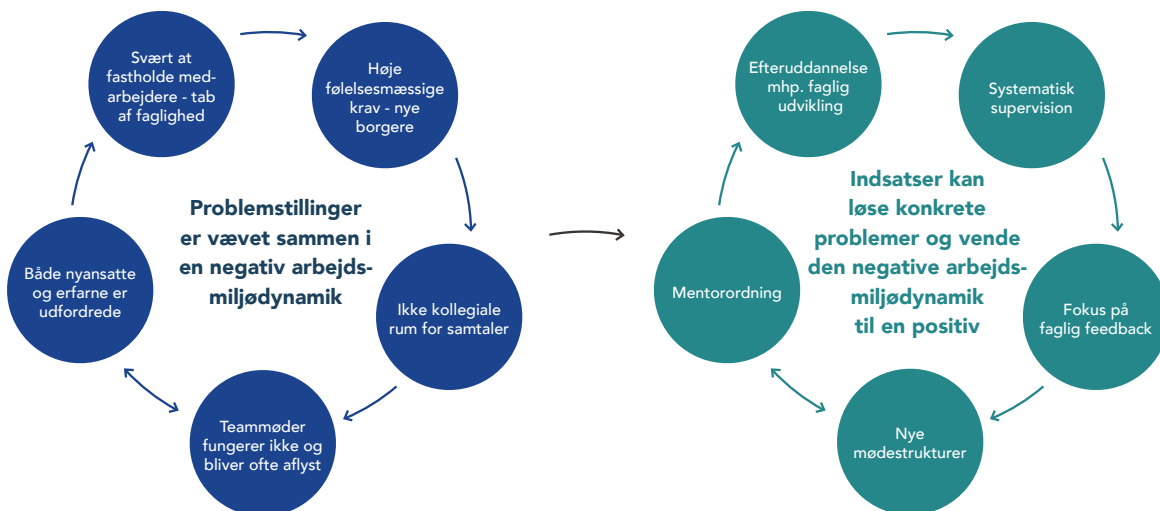 Svært at
fastholde med-
arbejdere - tab
af faglighed
Høje
følelsesmæssige
krav - nye
borgere
Problemstillinger
er vævet sammen i
en negativ arbejds-
miljødynamik
Både nyansatte
og erfarne er
udfordrede
Ikke kollegiale
rum for samtaler
Teammøder
fungerer ikke og
bliver ofte aflyst
Efteruddannelse
mhp. faglig
udvikling
Systematisk
supervision
Indsatser kan
løse konkrete
problemer og vende
den negative arbejds-
miljødynamik
til en positiv
Mentorordning
Fokus på
faglig feedback
Nye
mødestrukturer